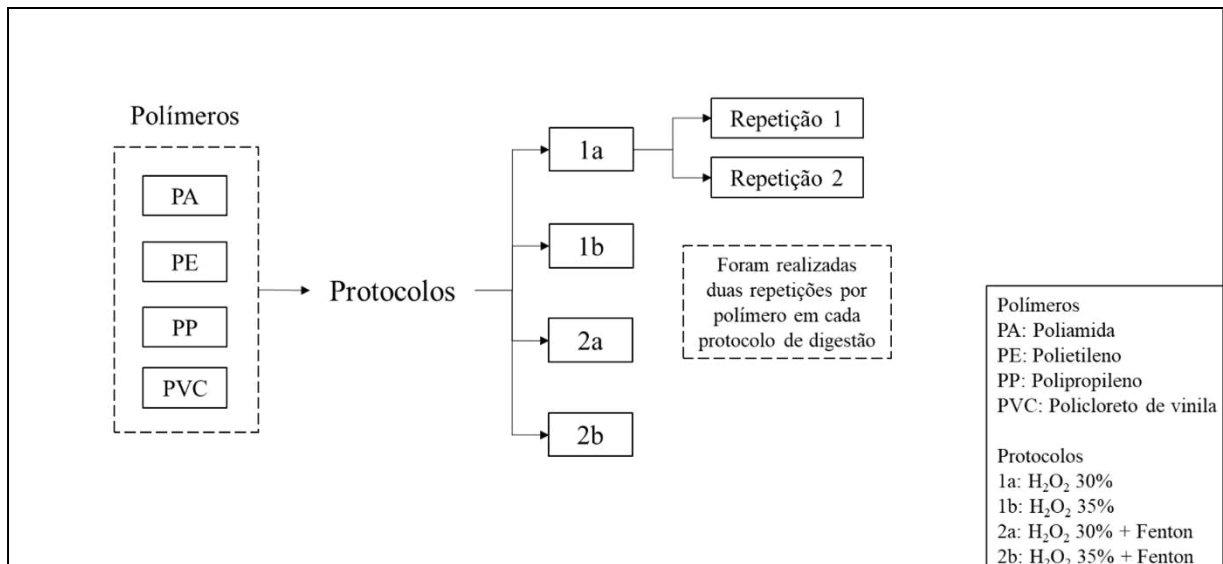 Polímeros
PA
PE
PP
PVC
Protocolos
1a
1b
2a
2b
Repetição 1
Repetição 2
Foram realizadas
duas repetições por
polímero em cada
protocolo de digestão
Polímeros
PA: Poliamida
PE: Polietileno
PP: Polipropileno
PVC: Policloreto de vinila
Protocolos
1a: H₂O₂ 30%
1b: H₂O₂ 35%
2a: H₂O₂ 30% + Fenton
2b: H₂O₂ 35% + Fenton